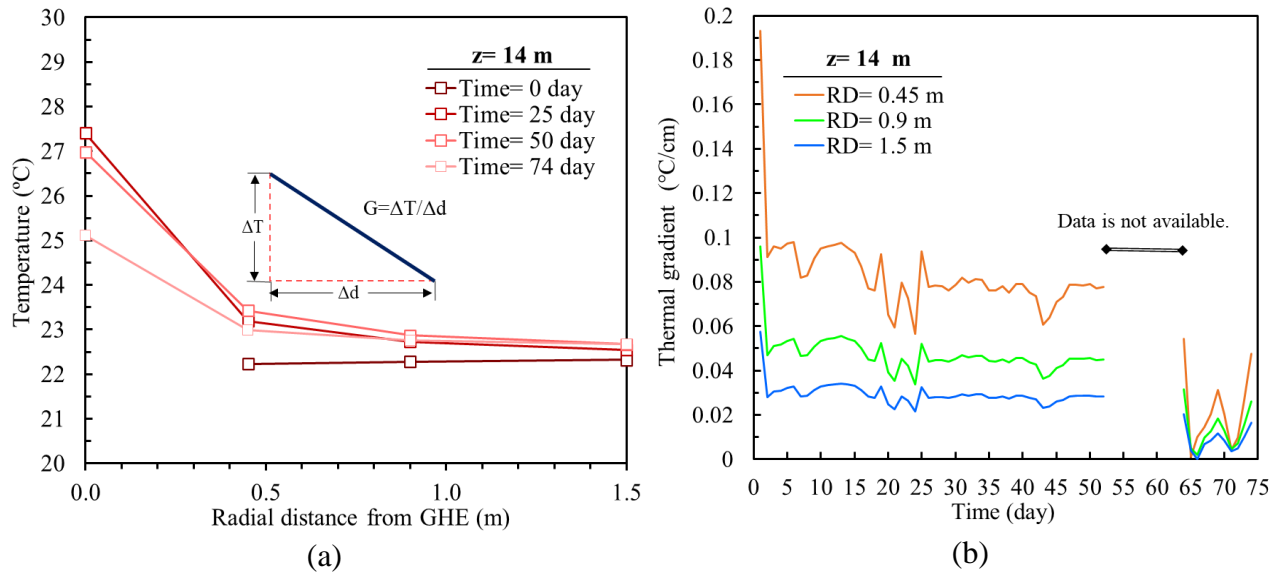 30
29
28
27
26
25
24
23
22
21
20
Temperature (°C)
z= 14 m
Time= 0 day
Time= 25 day
Time= 50 day
Time= 74 day
G=ΔT/Δd
ΔT
Δd
0.0
0.5
1.0
1.5
Radial distance from GHE (m)
(a)
0.2
0.18
0.16
0.14
0.12
0.1
0.08
0.06
0.04
0.02
0
Thermal gradient (°C/cm)
z= 14 m
RD= 0.45 m
RD= 0.9 m
RD= 1.5 m
Data is not available.
0 5 10 15 20 25 30 35 40 45 50 55 60 65 70 75
Time (day)
(b)